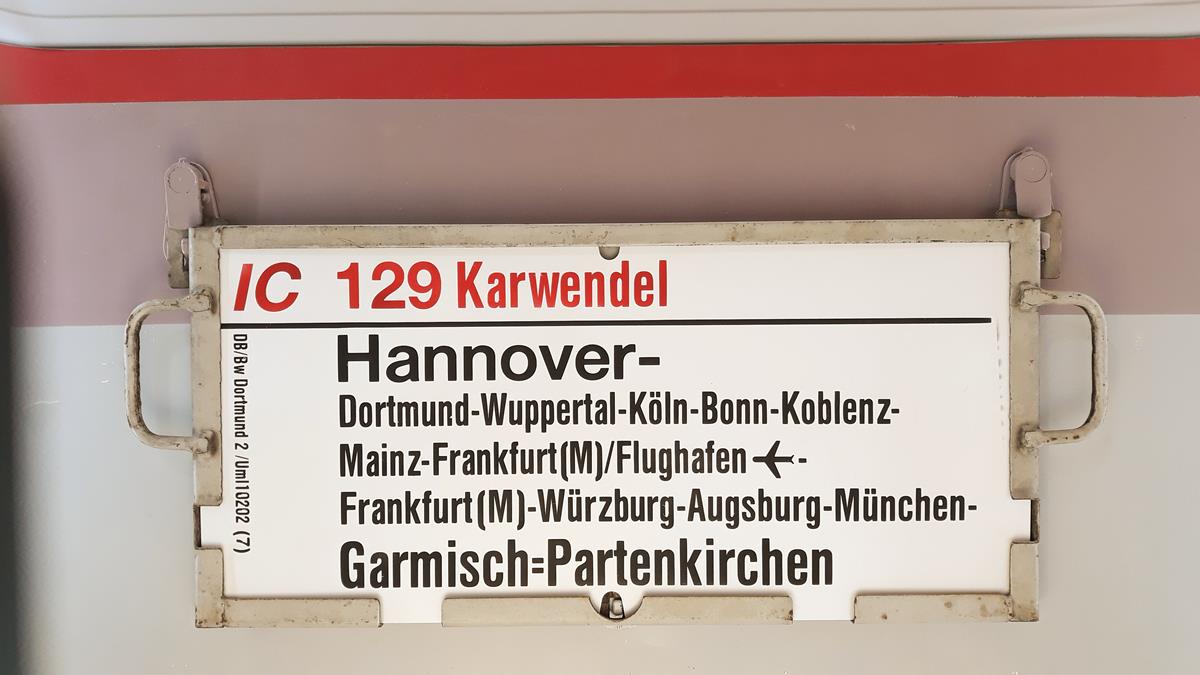 IC 129 Karwendel
Hannover-
Dortmund-Wuppertal-Köln-Bonn-Koblenz-
Mainz-Frankfurt(M)/Flughafen ✈-
Frankfurt(M)-Würzburg-Augsburg-München-
Garmisch=Partenkirchen
DB/Bw Dortmund 2 /Uml10202 (7)